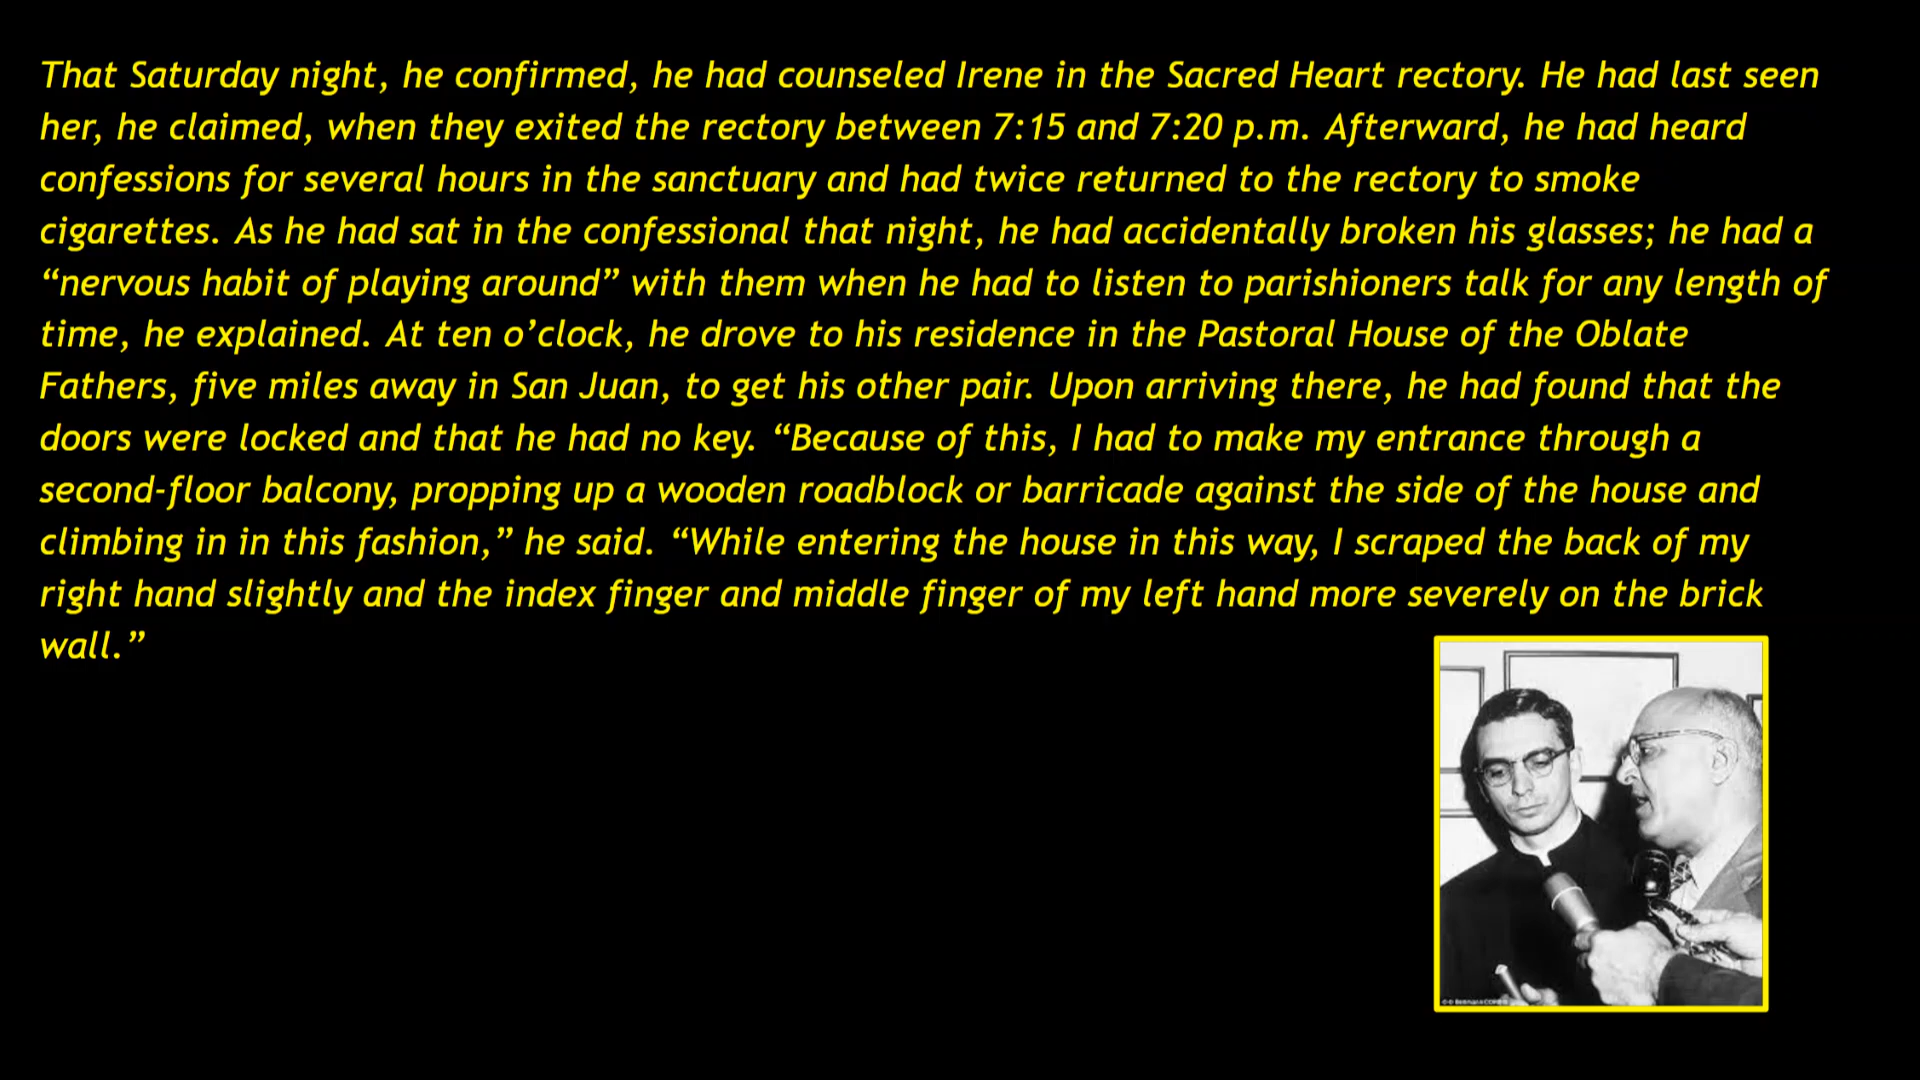 That Saturday night, he confirmed, he had counseled Irene in the Sacred Heart rectory. He had last seen
her, he claimed, when they exited the rectory between 7:15 and 7:20 p.m. Afterward, he had heard
confessions for several hours in the sanctuary and had twice returned to the rectory to smoke
cigarettes. As he had sat in the confessional that night, he had accidentally broken his glasses; he had a
“nervous habit of playing around” with them when he had to listen to parishioners talk for any length of
time, he explained. At ten o’clock, he drove to his residence in the Pastoral House of the Oblate
Fathers, five miles away in San Juan, to get his other pair. Upon arriving there, he had found that the
doors were locked and that he had no key. “Because of this, I had to make my entrance through a
second-floor balcony, propping up a wooden roadblock or barricade against the side of the house and
climbing in in this fashion,” he said. “While entering the house in this way, I scraped the back of my
right hand slightly and the index finger and middle finger of my left hand more severely on the brick
wall.”